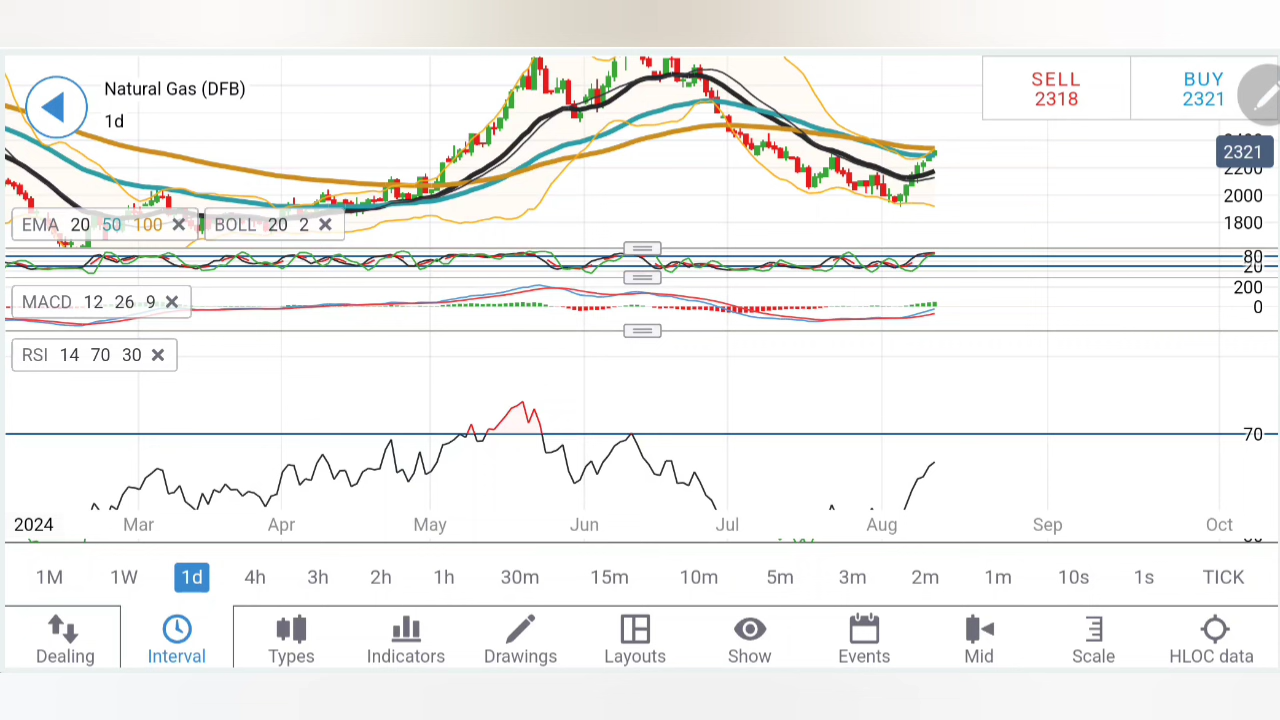 Natural Gas (DFB)
1d
SELL
2318
BUY
2321
2321
2200
2000
1800
EMA 20 50 100
BOLL 20 2
80
20
MACD 12 26 9
200
0
RSI 14 70 30
70
2024 Mar Apr May Jun Jul Aug Sep Oct
1M 1W 1d 4h 3h 2h 1h 30m 15m 10m 5m 3m 2m 1m 10s 1s TICK
Dealing Interval Types Indicators Drawings Layouts Show Events Mid Scale HLOC data